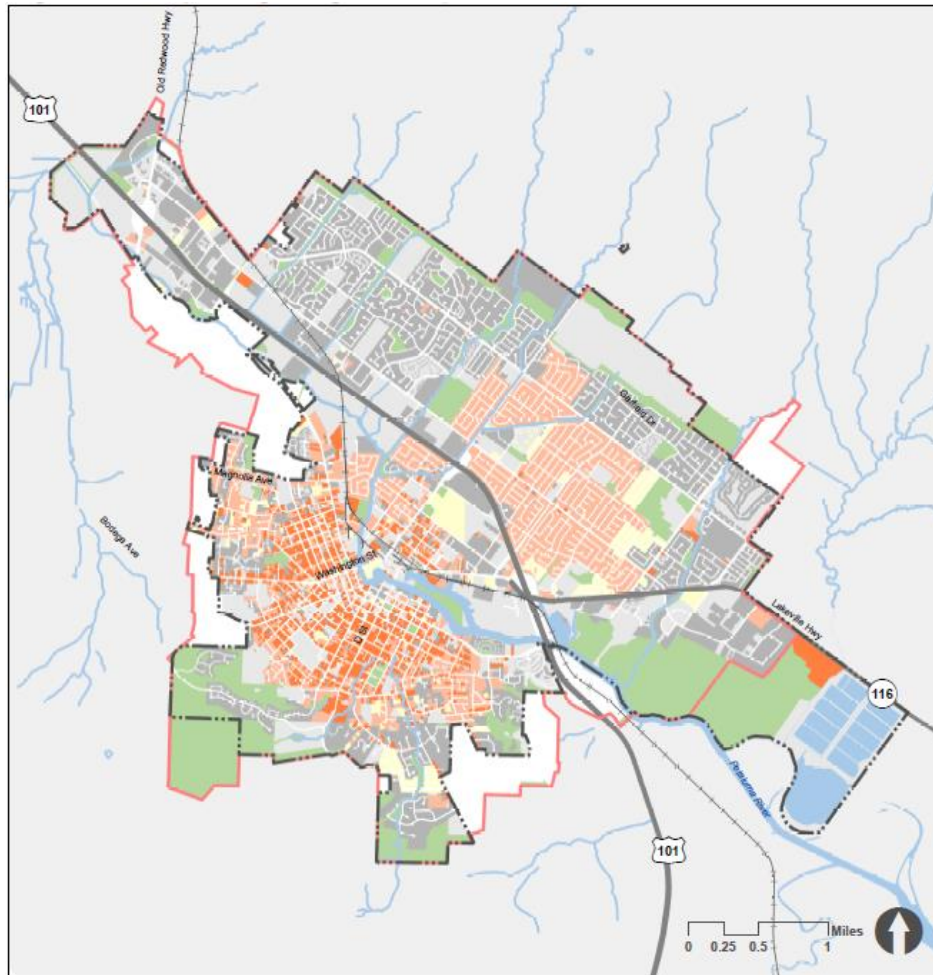 Old Redwood Hwy
101
Garfield Dr
Magnolia Ave
Bodega Ave
Washington St
D St
Lakeville Hwy
116
Petaluma River
101
Miles
0 0.25 0.5 1